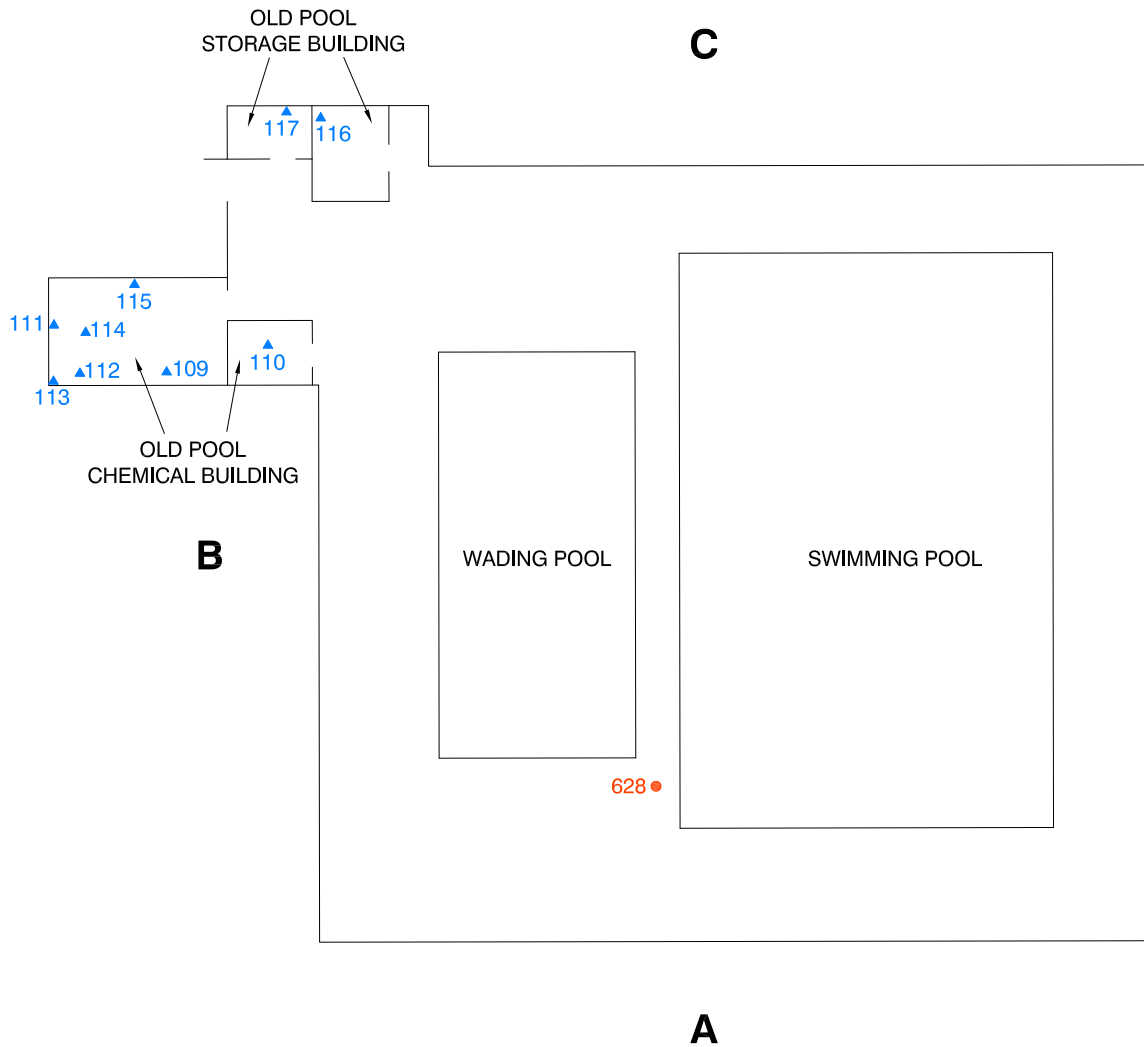 OLD POOL
STORAGE BUILDING
C
117
116
115
111
114
110
112
109
113
OLD POOL
CHEMICAL BUILDING
B
WADING POOL
SWIMMING POOL
628
A